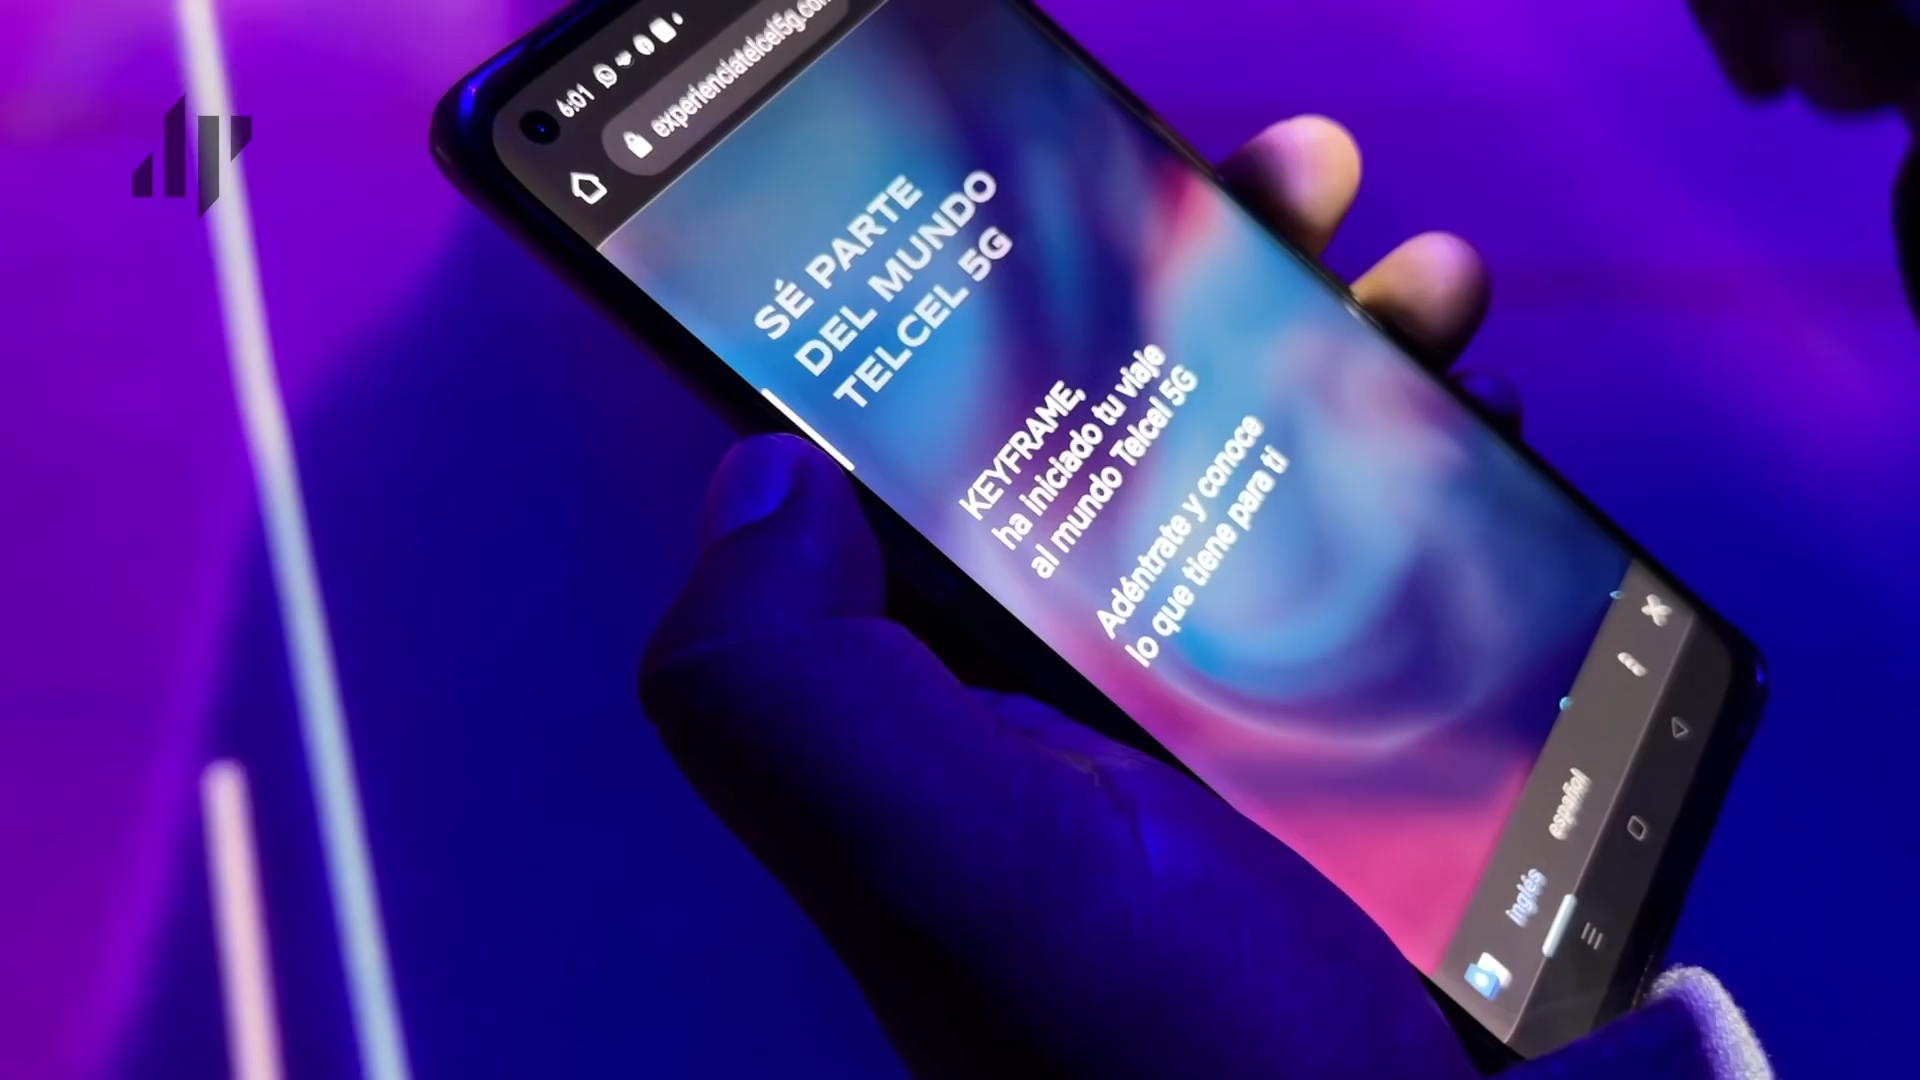 6:01
experienciatelcel5g.com
SÉ PARTE
DEL MUNDO
TELCEL 5G
KEYFRAME,
ha iniciado tu viaje
al mundo Telcel 5G
Adéntrate y conoce
lo que tiene para ti
inglés español